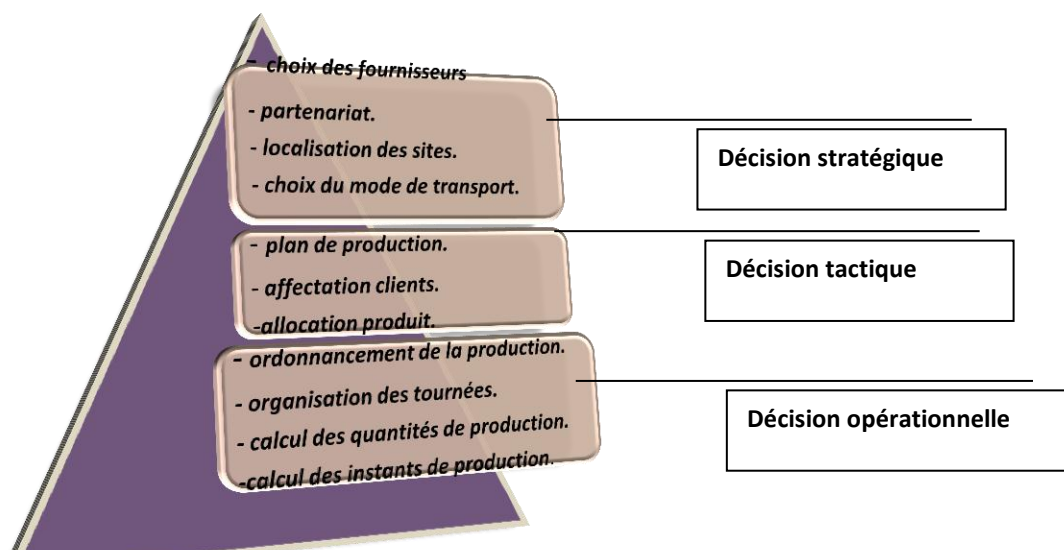 - choix des fournisseurs
- partenariat.
- localisation des sites.
- choix du mode de transport.
Décision stratégique
- plan de production.
- affectation clients.
-allocation produit.
Décision tactique
- ordonnancement de la production.
- organisation des tournées.
- calcul des quantités de production.
-calcul des instants de production.
Décision opérationnelle